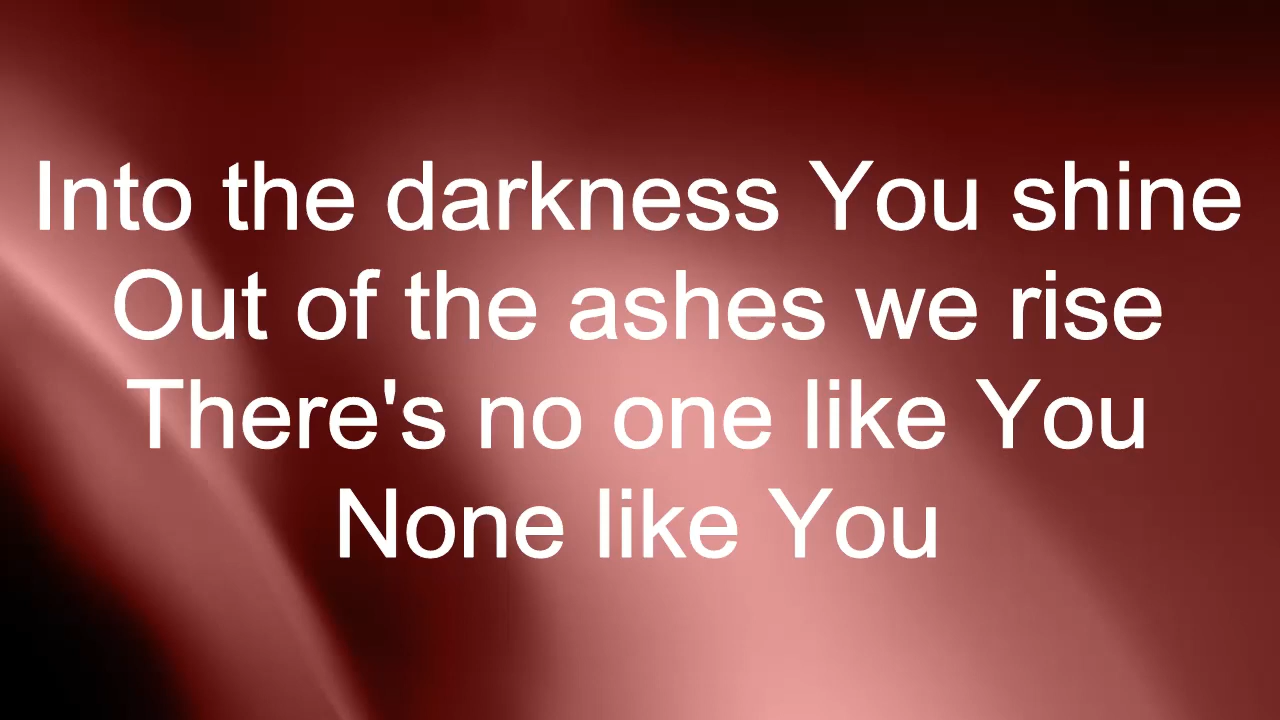 Into the darkness You shine
Out of the ashes we rise
There's no one like You
None like You